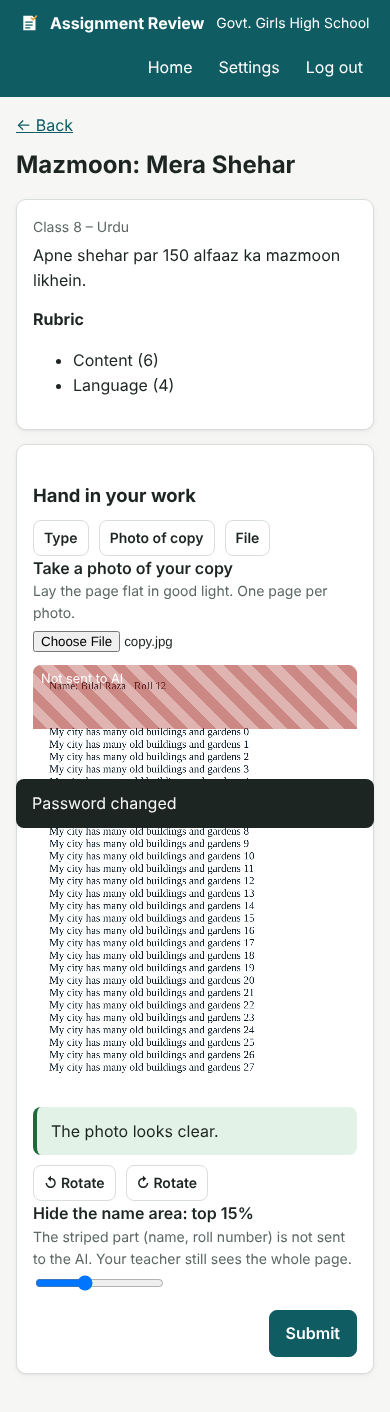 Assignment Review Govt. Girls High School
Home Settings Log out
← Back
Mazmoon: Mera Shehar
Class 8 – Urdu
Apne shehar par 150 alfaaz ka mazmoon
likhein.
Rubric
• Content (6)
• Language (4)
Hand in your work
Type Photo of copy File
Take a photo of your copy
Lay the page flat in good light. One page per
photo.
Choose File copy.jpg
Not sent to AI
Name: Bilal Raza Roll 12
My city has many old buildings and gardens 0
My city has many old buildings and gardens 1
My city has many old buildings and gardens 2
My city has many old buildings and gardens 3
Password changed
My city has many old buildings and gardens 8
My city has many old buildings and gardens 9
My city has many old buildings and gardens 10
My city has many old buildings and gardens 11
My city has many old buildings and gardens 12
My city has many old buildings and gardens 13
My city has many old buildings and gardens 14
My city has many old buildings and gardens 15
My city has many old buildings and gardens 16
My city has many old buildings and gardens 17
My city has many old buildings and gardens 18
My city has many old buildings and gardens 19
My city has many old buildings and gardens 20
My city has many old buildings and gardens 21
My city has many old buildings and gardens 22
My city has many old buildings and gardens 23
My city has many old buildings and gardens 24
My city has many old buildings and gardens 25
My city has many old buildings and gardens 26
My city has many old buildings and gardens 27
The photo looks clear.
↺ Rotate ↻ Rotate
Hide the name area: top 15%
The striped part (name, roll number) is not sent
to the AI. Your teacher still sees the whole page.
Submit